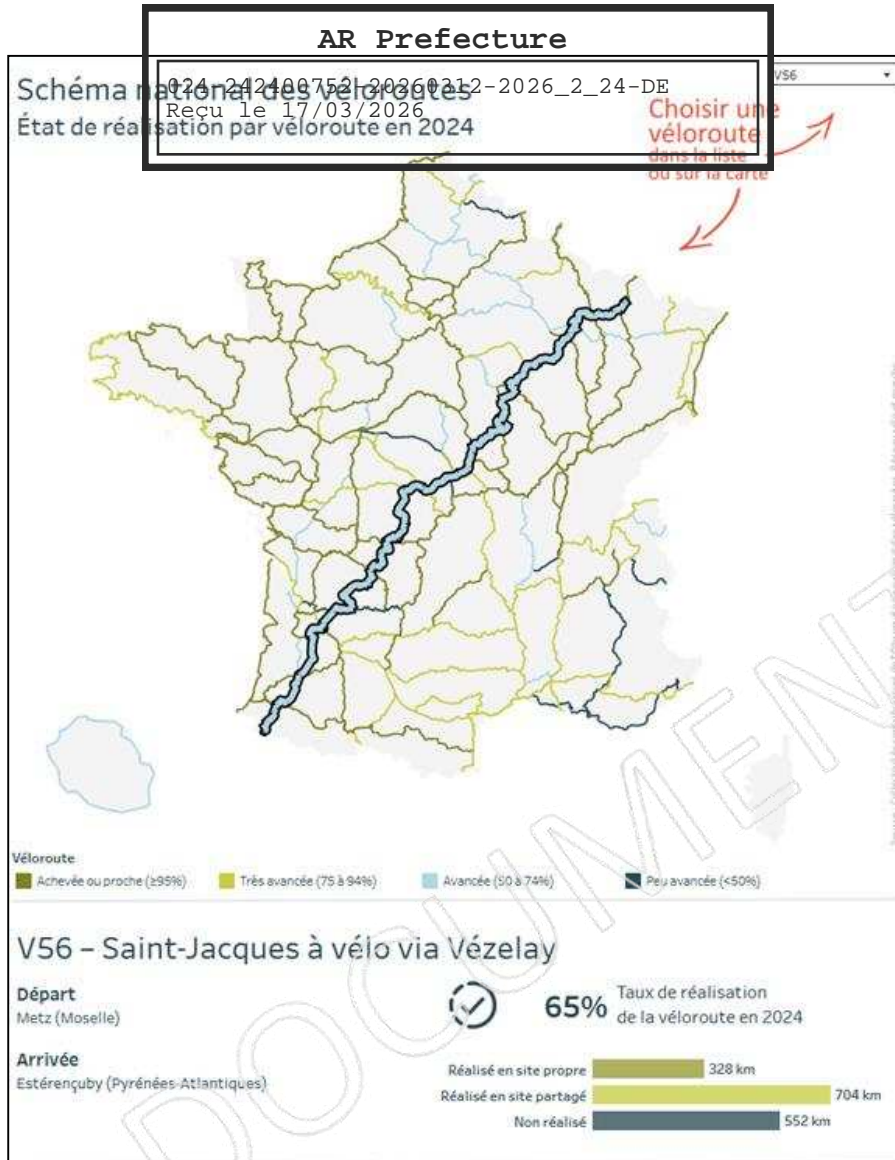 AR Prefecture
024-242400752-20260312-2026_2_24-DE
Reçu le 17/03/2026
Schéma national des véloroutes
État de réalisation par véloroute en 2024
V56
Choisir une
véloroute
dans la liste
ou sur la carte
Véloroute
Achevée ou proche (≥95%)
Très avancée (75 à 94%)
Avancée (50 à 74%)
Peu avancée (<50%)
V56 – Saint-Jacques à vélo via Vézelay
Départ
Metz (Moselle)
65%
Taux de réalisation
de la véloroute en 2024
Arrivée
Estérençuby (Pyrénées-Atlantiques)
Réalisé en site propre
328 km
Réalisé en site partagé
704 km
Non réalisé
552 km
DOCUMENT